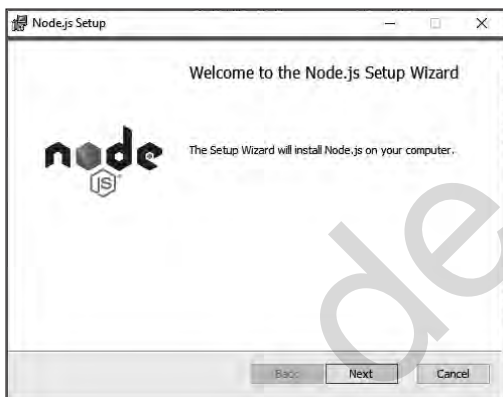 Node.js Setup
Welcome to the Node.js Setup Wizard
node
JS
The Setup Wizard will install Node.js on your computer.
de
Back
Next
Cancel